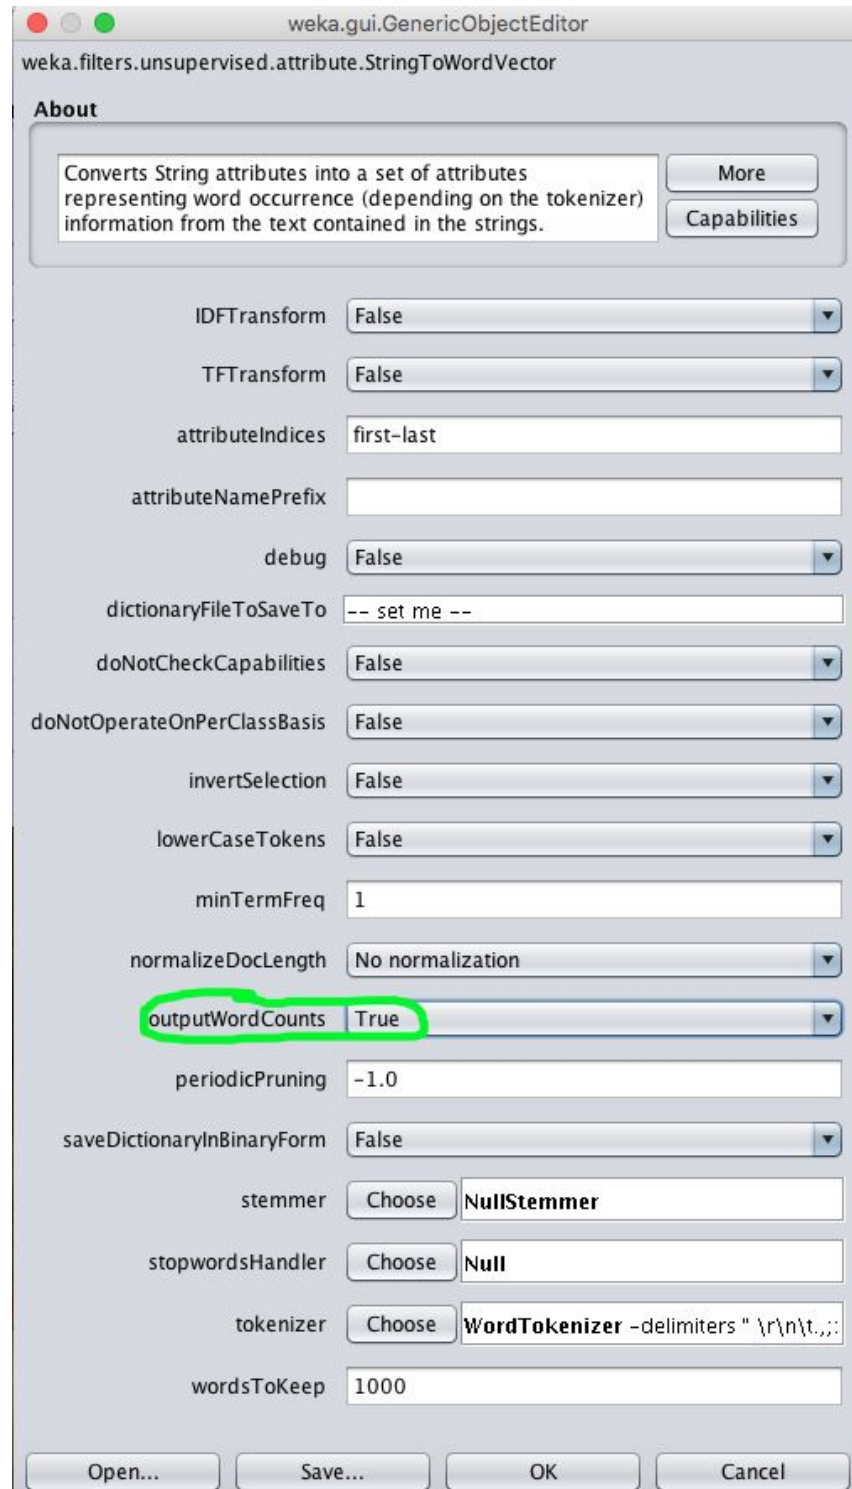 weka.gui.GenericObjectEditor
weka.filters.unsupervised.attribute.StringToWordVector
About
Converts String attributes into a set of attributes
representing word occurrence (depending on the tokenizer)
information from the text contained in the strings.
More
Capabilities
IDFTransform False
TFTransform False
attributeIndices first-last
attributeNamePrefix
debug False
dictionaryFileToSaveTo -- set me --
doNotCheckCapabilities False
doNotOperateOnPerClassBasis False
invertSelection False
lowerCaseTokens False
minTermFreq 1
normalizeDocLength No normalization
outputWordCounts True
periodicPruning -1.0
saveDictionaryInBinaryForm False
stemmer Choose NullStemmer
stopwordsHandler Choose Null
tokenizer Choose WordTokenizer -delimiters " \r\n\t.,;:
wordsToKeep 1000
Open... Save... OK Cancel